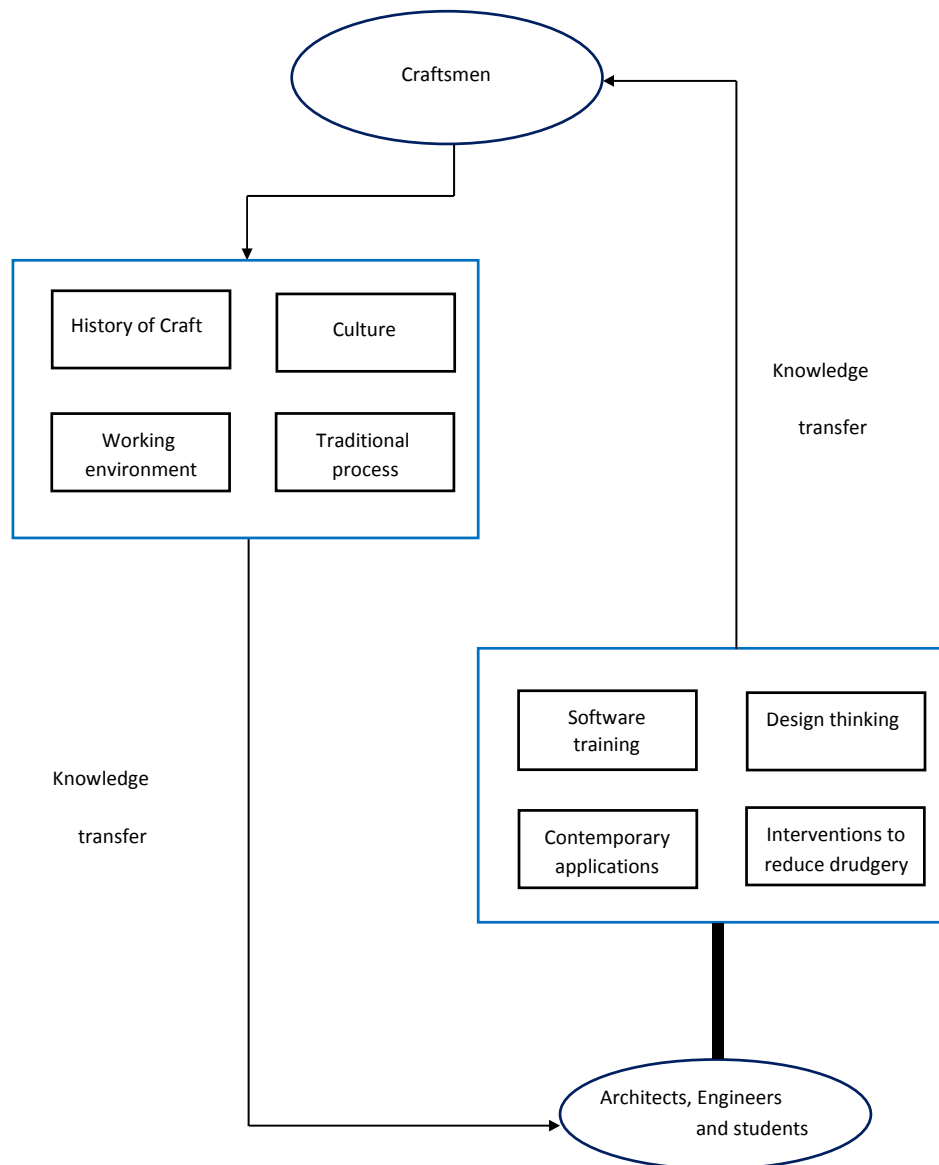 Craftsmen
History of Craft
Culture
Working
environment
Traditional
process
Knowledge
transfer
Software
training
Design thinking
Contemporary
applications
Interventions to
reduce drudgery
Knowledge
transfer
Architects, Engineers
and students